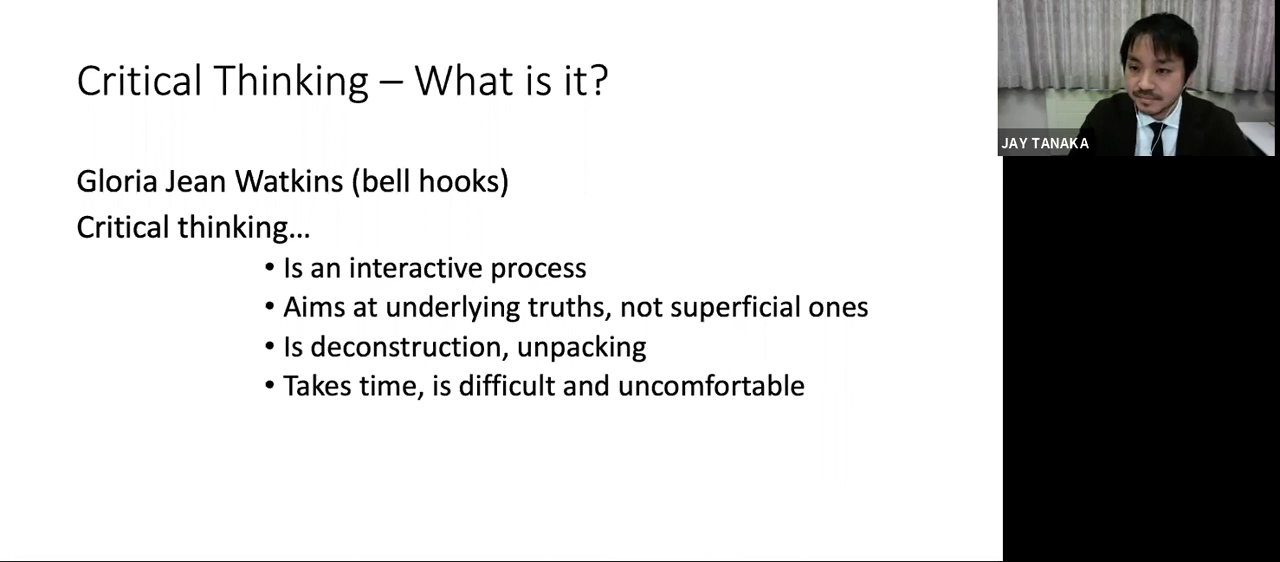 Critical Thinking – What is it?
Gloria Jean Watkins (bell hooks)
Critical thinking…
• Is an interactive process
• Aims at underlying truths, not superficial ones
• Is deconstruction, unpacking
• Takes time, is difficult and uncomfortable
JAY TANAKA